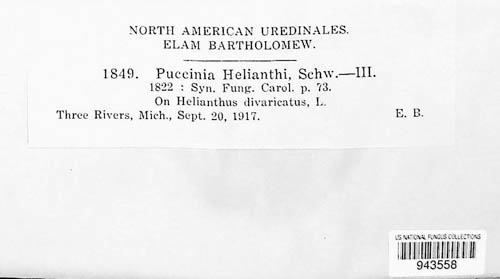 NORTH AMERICAN UREDINALES.
ELAM BARTHOLOMEW.
1849. Puccinia Helianthi, Schw.—III.
1822 : Syn. Fung. Carol. p. 73.
On Helianthus divaricatus, L.
Three Rivers, Mich., Sept. 20, 1917. E. B.
US NATIONAL FUNGUS COLLECTIONS
943558